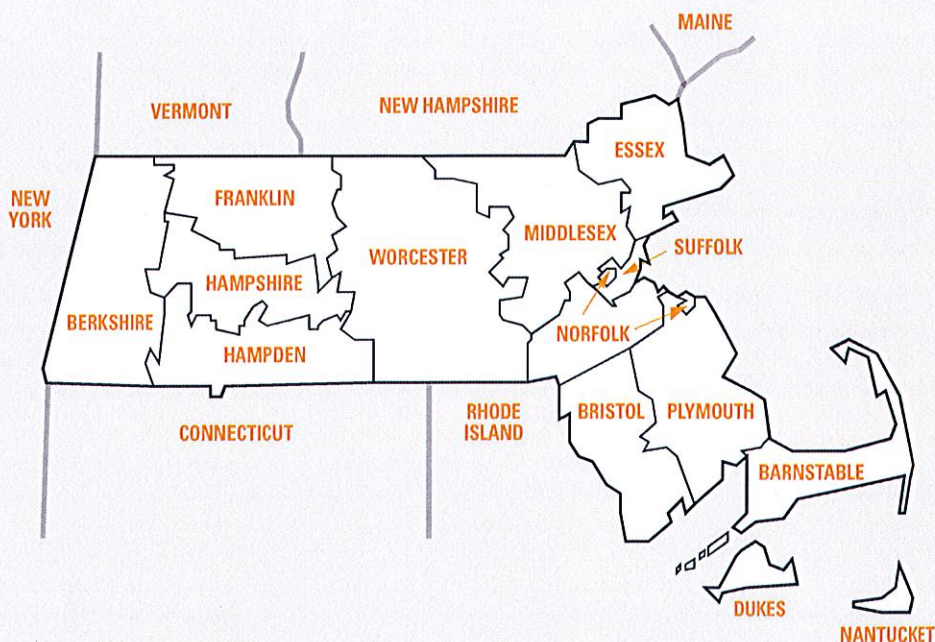 MAINE
VERMONT
NEW HAMPSHIRE
ESSEX
NEW
YORK
FRANKLIN
MIDDLESEX
SUFFOLK
WORCESTER
HAMPSHIRE
BERKSHIRE
NORFOLK
HAMPDEN
RHODE
ISLAND
BRISTOL
PLYMOUTH
CONNECTICUT
BARNSTABLE
DUKES
NANTUCKET